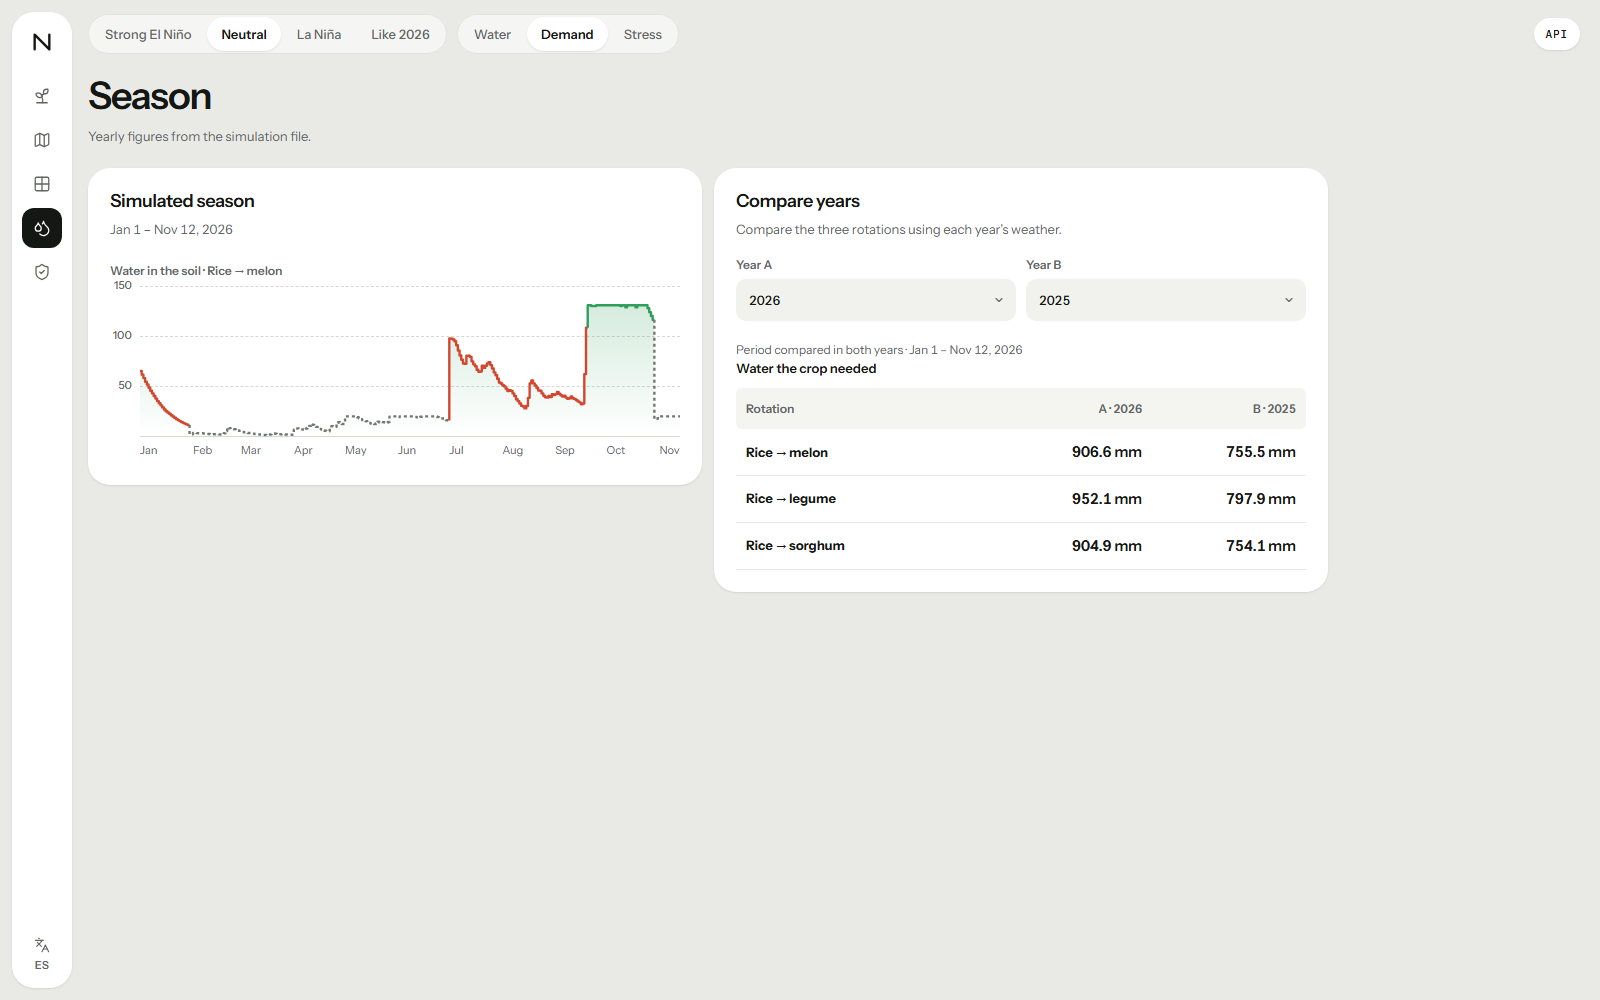 N
Strong El Niño
Neutral
La Niña
Like 2026
Water
Demand
Stress
API
Season
Yearly figures from the simulation file.
Simulated season
Jan 1 – Nov 12, 2026
Water in the soil · Rice → melon
150
100
50
Jan Feb Mar Apr May Jun Jul Aug Sep Oct Nov
Compare years
Compare the three rotations using each year's weather.
Year A
Year B
2026
2025
Period compared in both years · Jan 1 – Nov 12, 2026
Water the crop needed
Rotation A · 2026 B · 2025
Rice → melon 906.6 mm 755.5 mm
Rice → legume 952.1 mm 797.9 mm
Rice → sorghum 904.9 mm 754.1 mm
ES